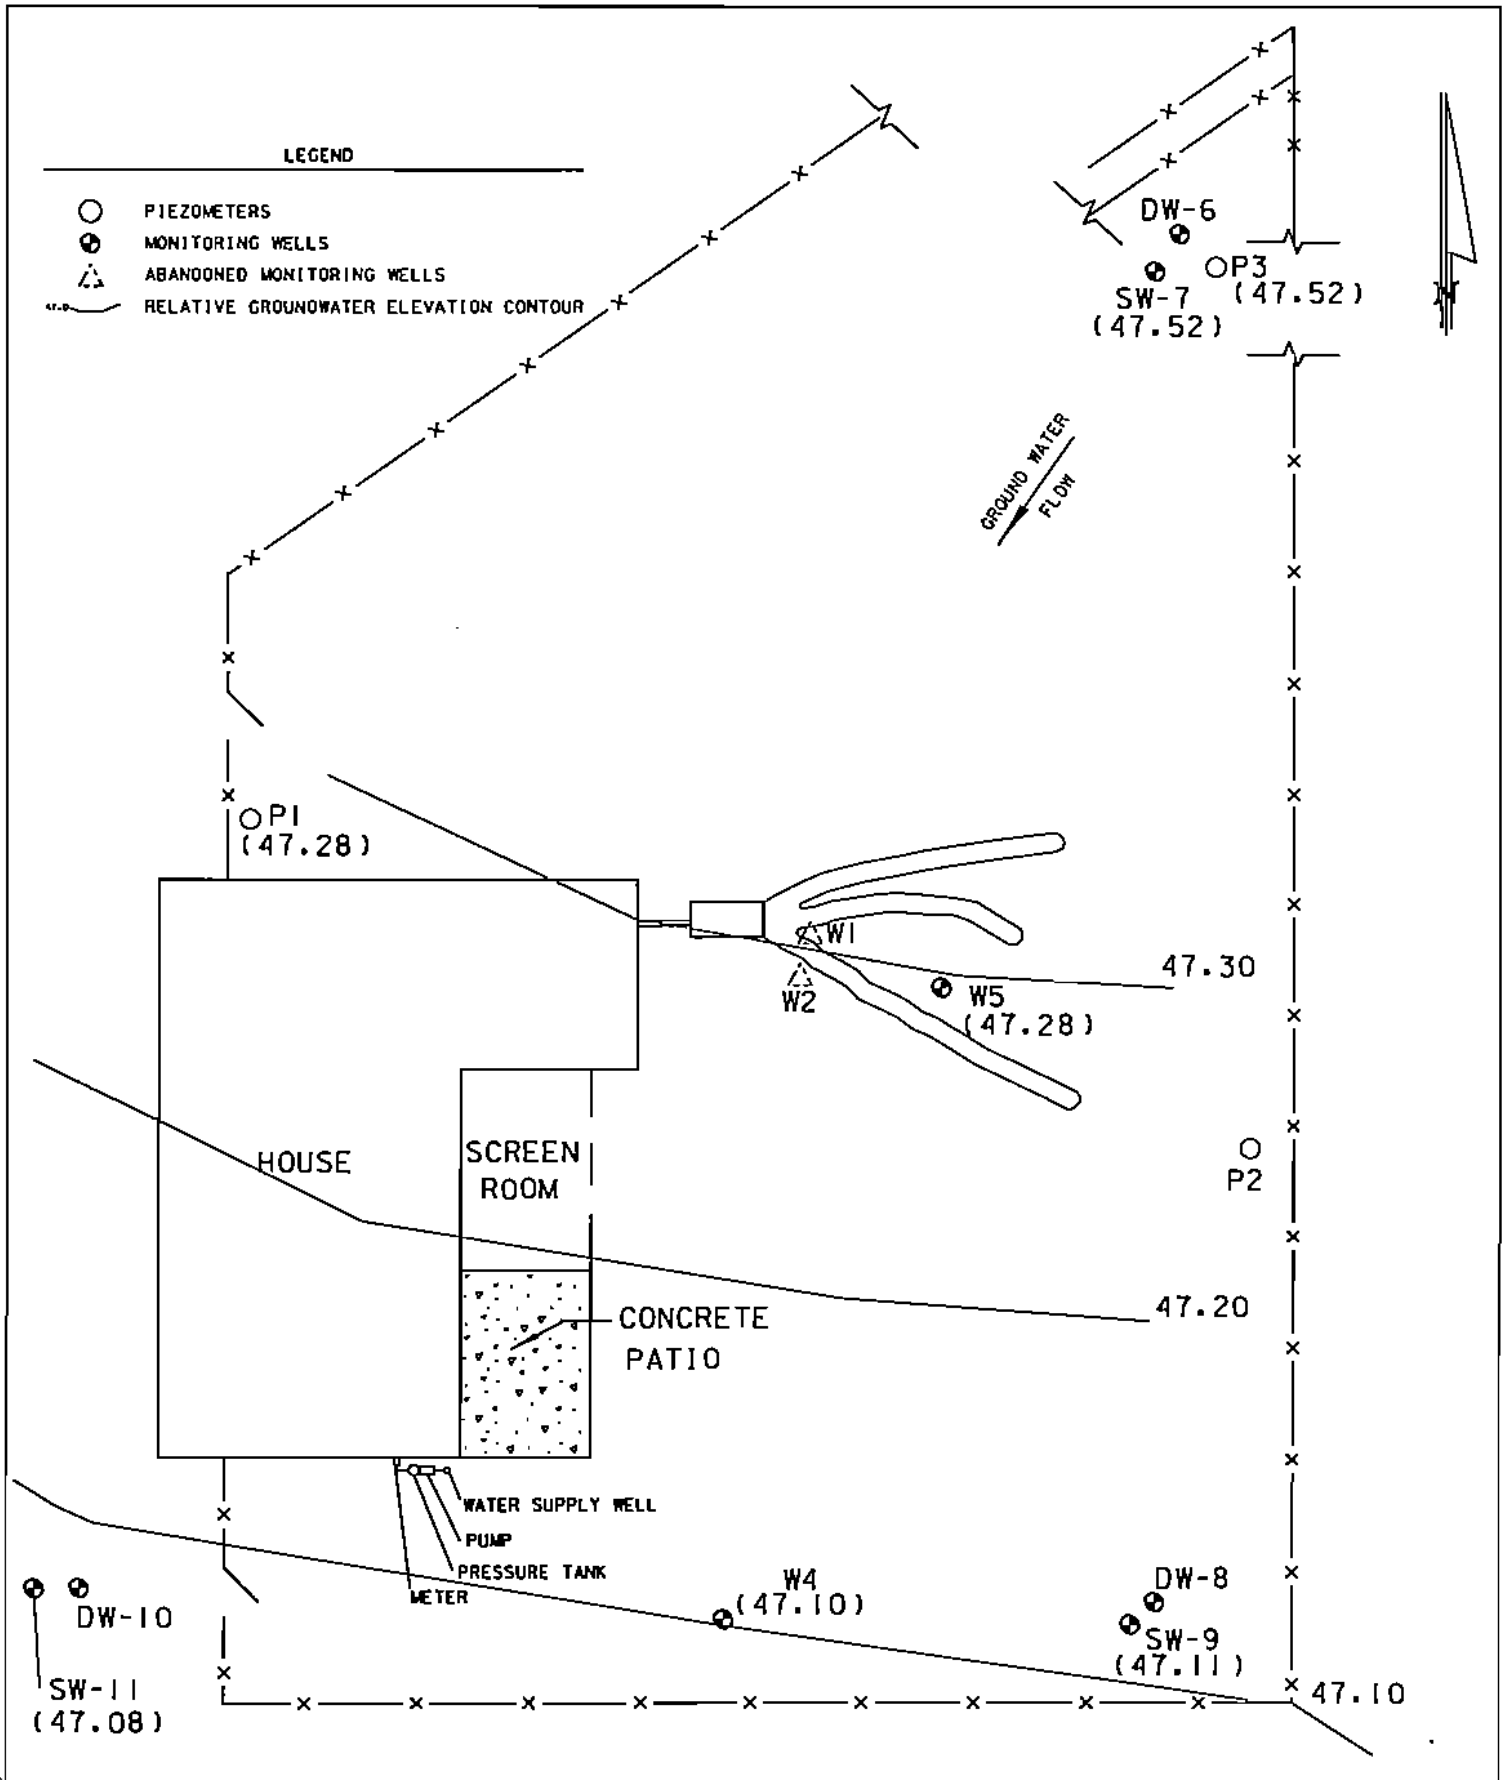 LEGEND
PIEZOMETERS
MONITORING WELLS
ABANOONED MONITORING WELLS
RELATIVE GROUNOWATER ELEVATION CONTOUR
DW-6
P3
(47.52)
SW-7
(47.52)
N
GROUND WATER
FLOW
P1
(47.28)
W1
W2
47.30
W5
(47.28)
HOUSE
SCREEN
ROOM
P2
47.20
CONCRETE
PATIO
WATER SUPPLY WELL
PUMP
PRESSURE TANK
METER
W4
(47.10)
DW-8
SW-9
(47.11)
DW-10
SW-11
(47.08)
47.10